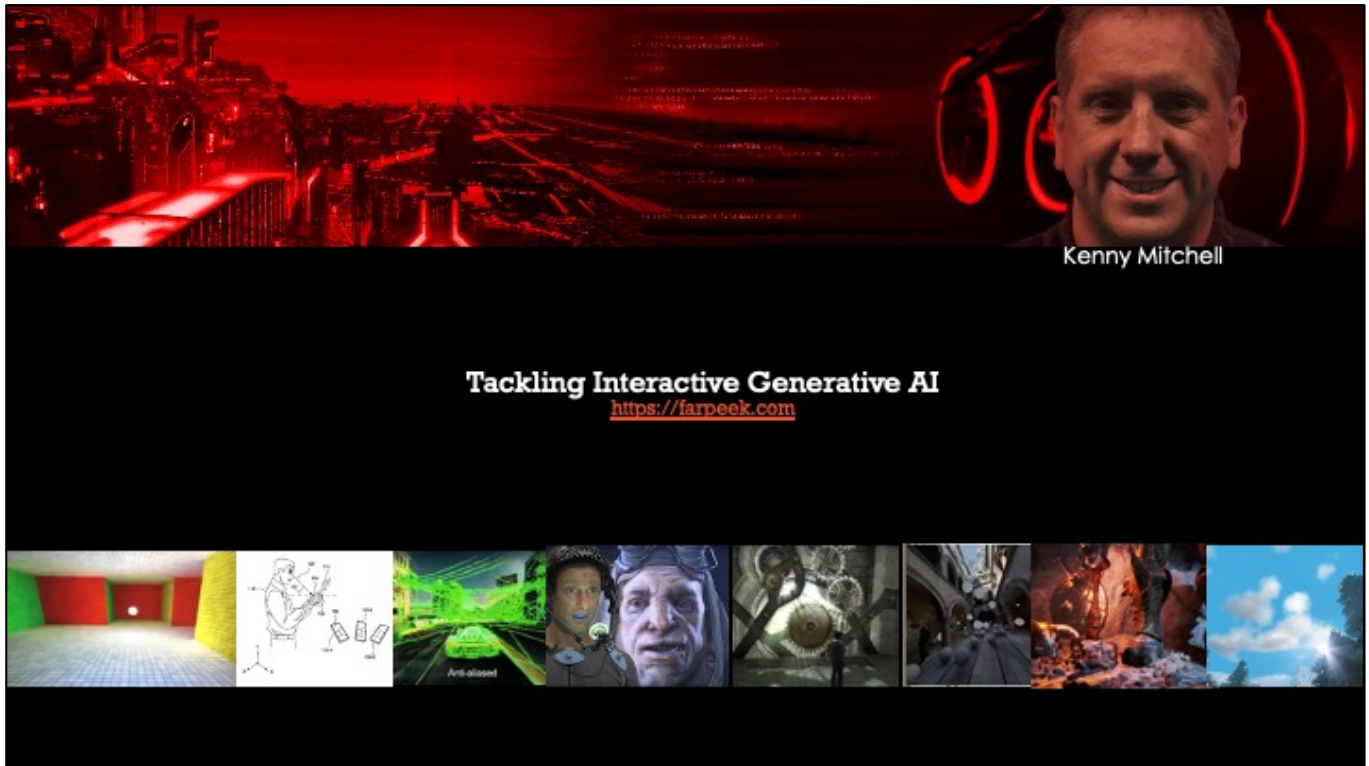 Kenny Mitchell
Tackling Interactive Generative AI
https://farpeek.com
Anti-aliased